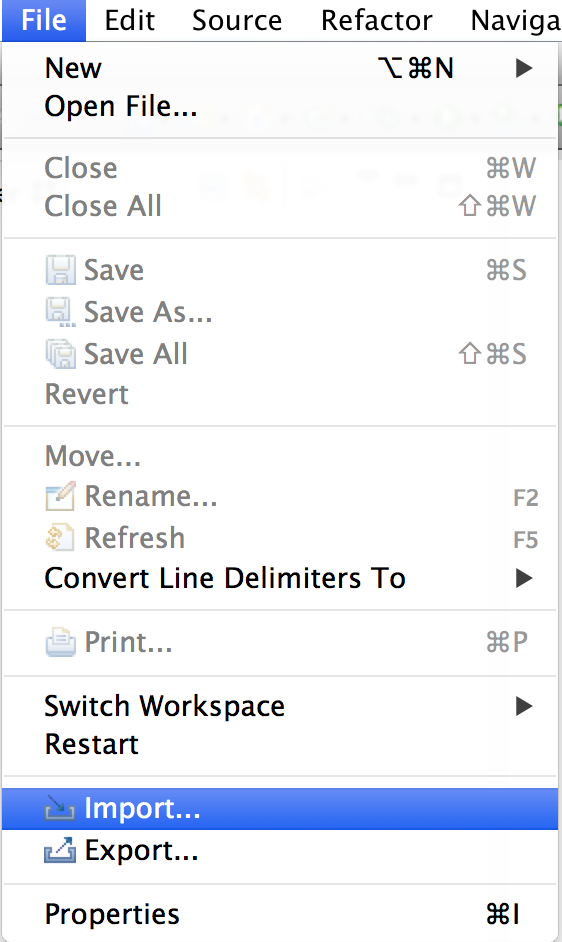 File Edit Source Refactor Naviga
New ⌥⌘N ▶
Open File...
Close ⌘W
Close All ⇧⌘W
Save ⌘S
Save As...
Save All ⇧⌘S
Revert
Move...
Rename... F2
Refresh F5
Convert Line Delimiters To ▶
Print... ⌘P
Switch Workspace ▶
Restart
Import...
Export...
Properties ⌘I